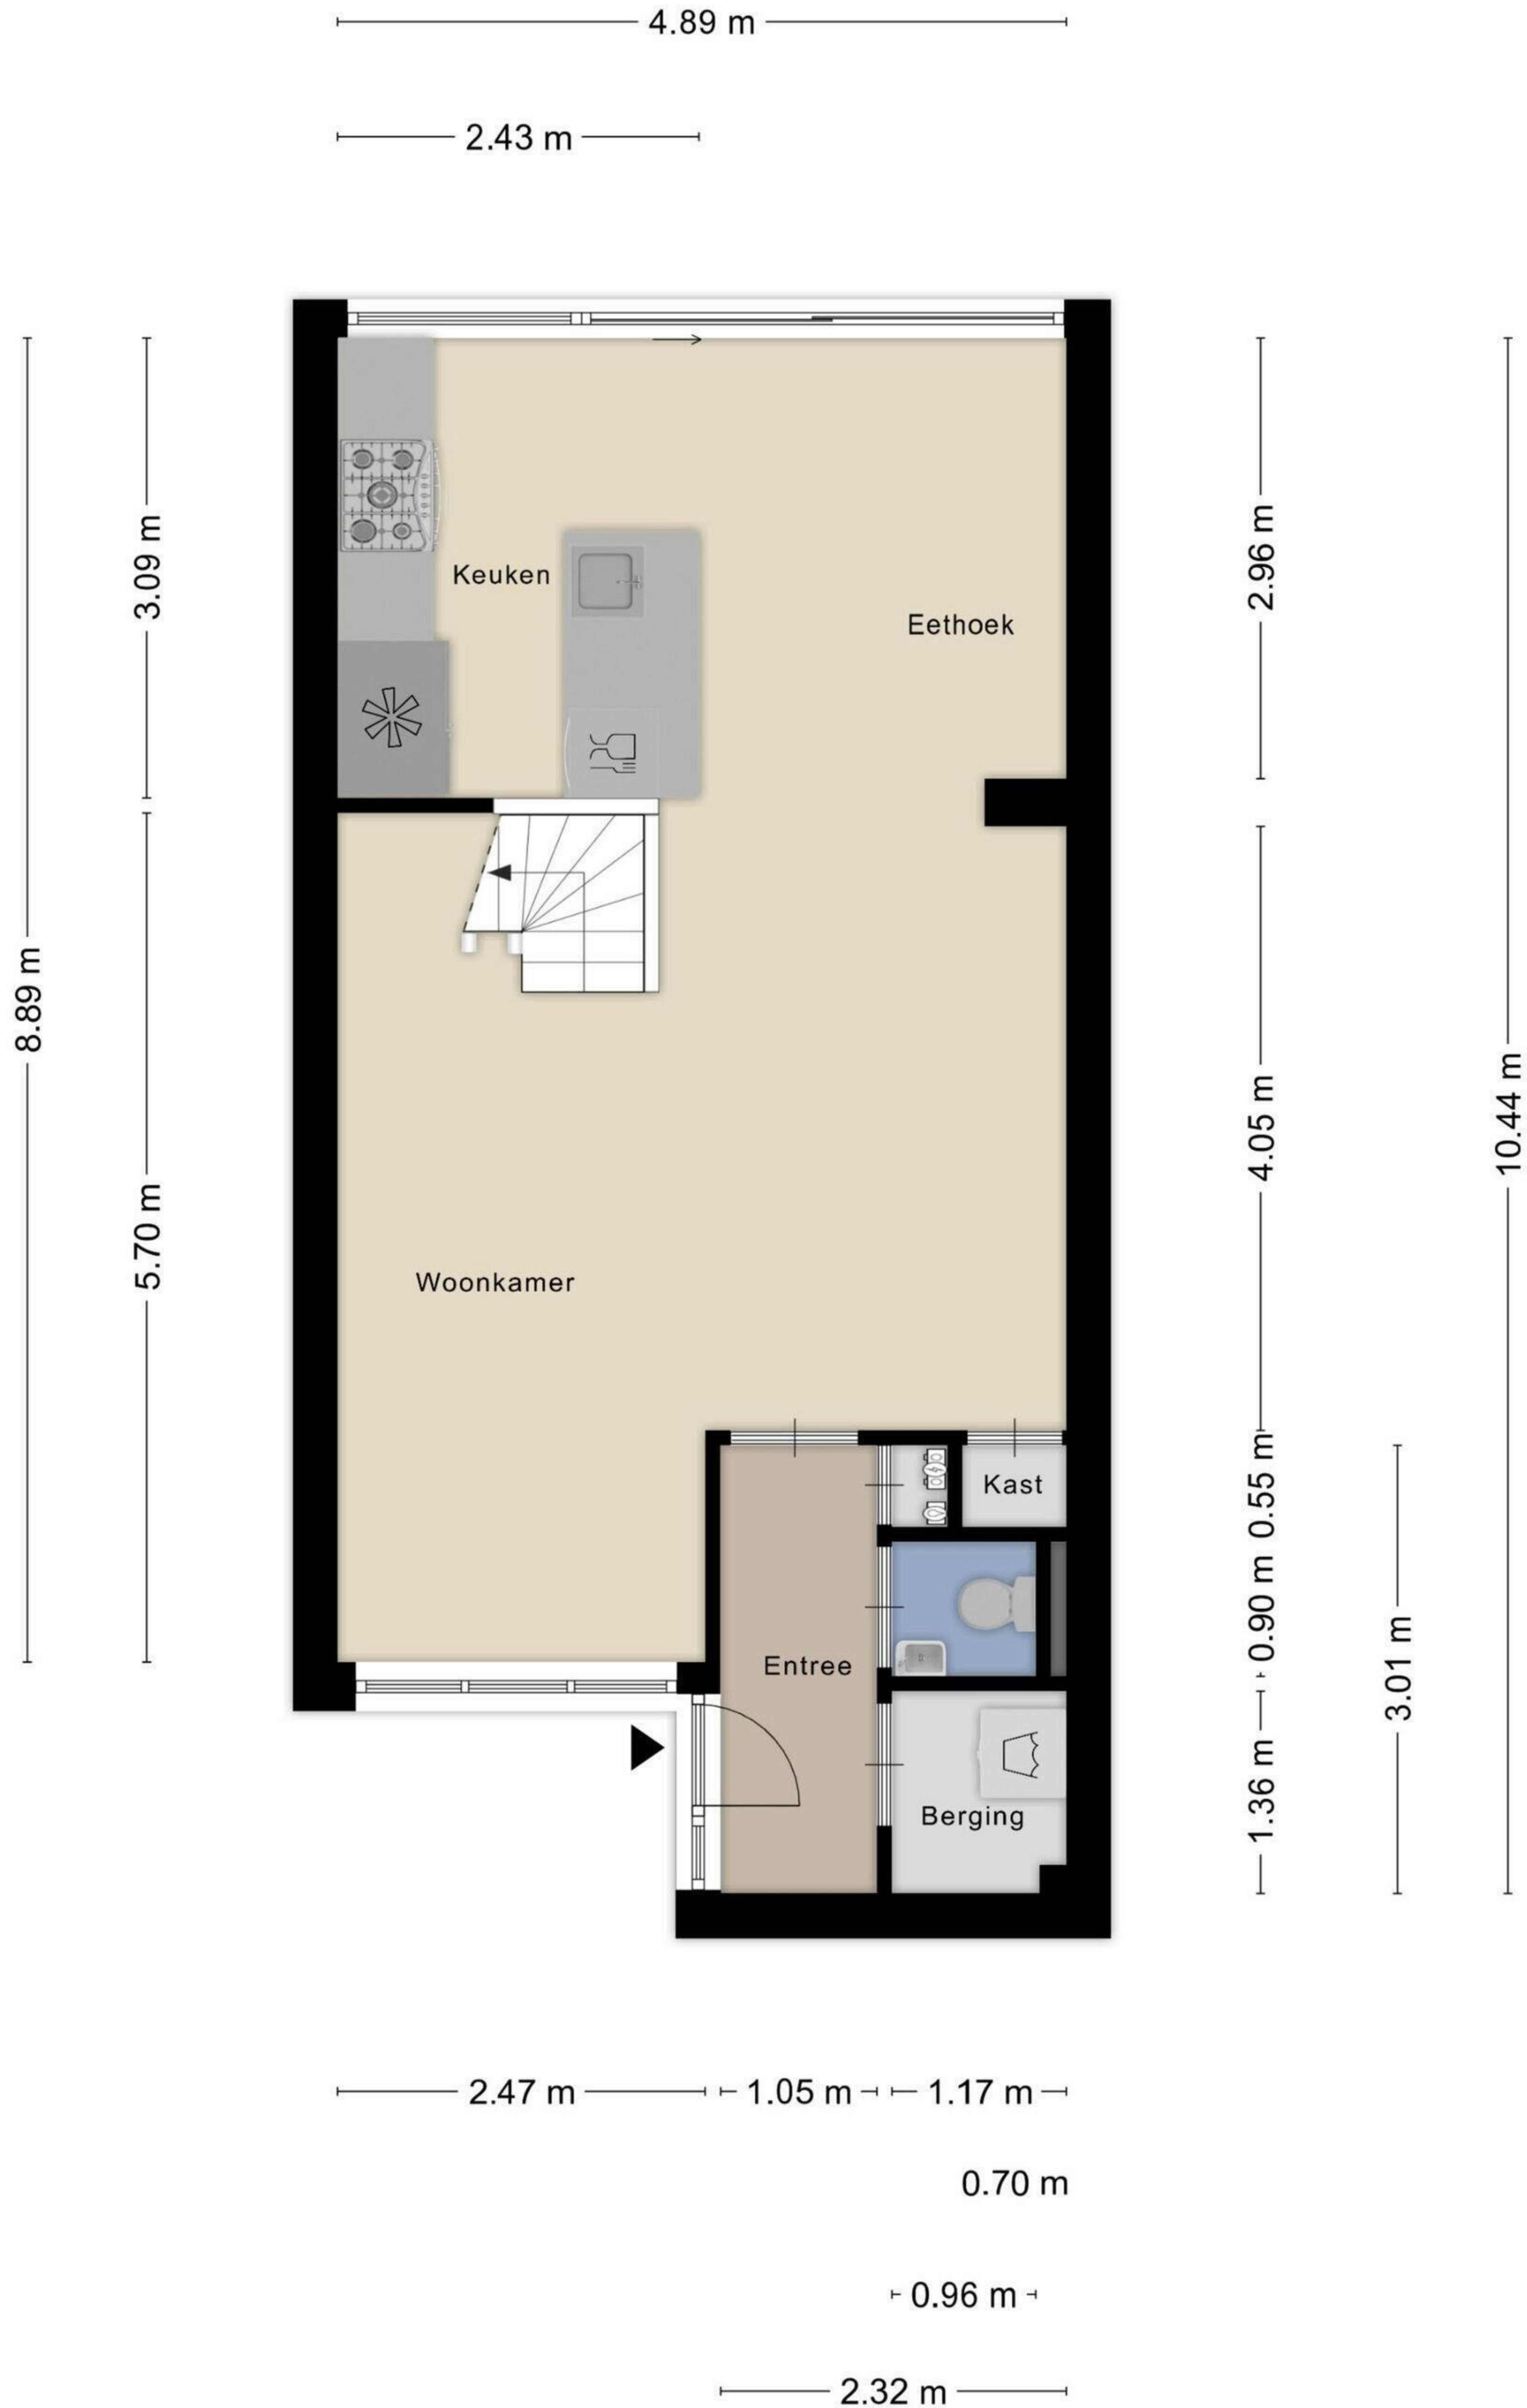 4.89 m
2.43 m
3.09 m
2.96 m
Keuken
Eethoek
8.89 m
10.44 m
4.05 m
5.70 m
Woonkamer
0.55 m
Kast
0.90 m
3.01 m
Entree
1.36 m
Berging
2.47 m
1.05 m
1.17 m
0.70 m
0.96 m
2.32 m